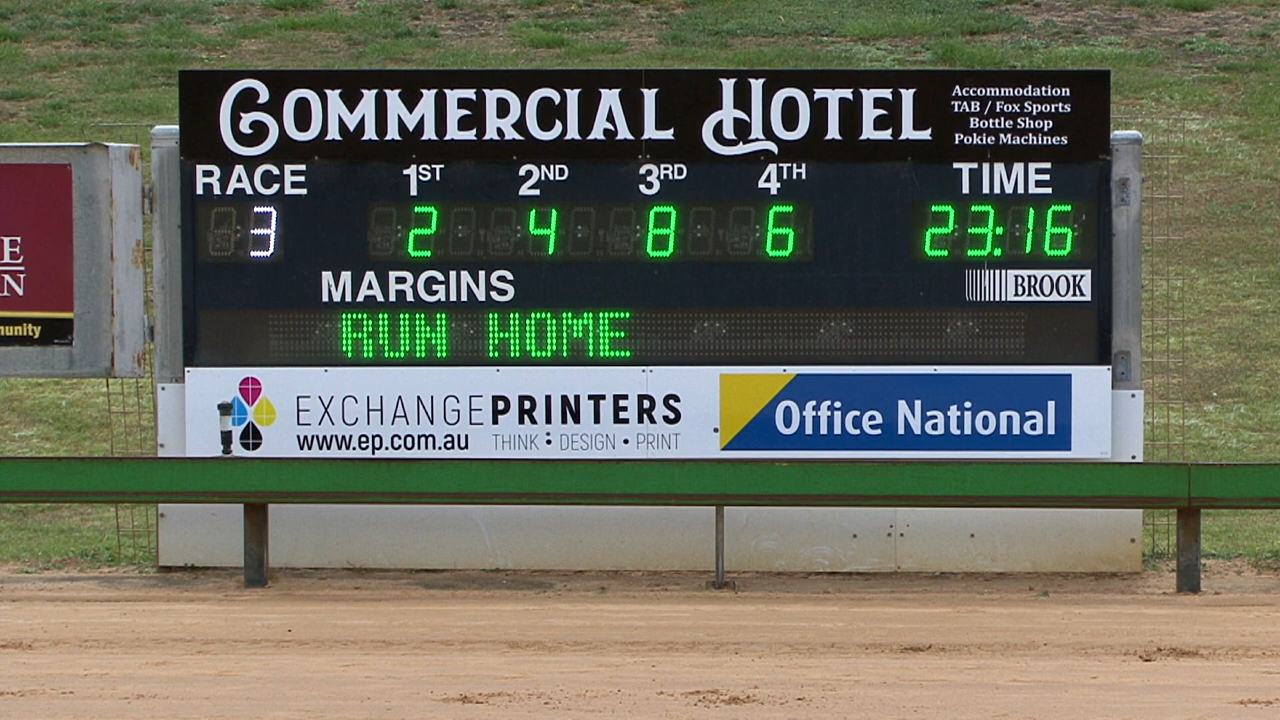 COMMERCIAL HOTEL
Accommodation
TAB / Fox Sports
Bottle Shop
Pokie Machines
RACE 1ST 2ND 3RD 4TH TIME
3 2 4 8 6 23:16
MARGINS
BROOK
RUN HOME
EXCHANGEPRINTERS
www.ep.com.au THINK : DESIGN • PRINT
Office National